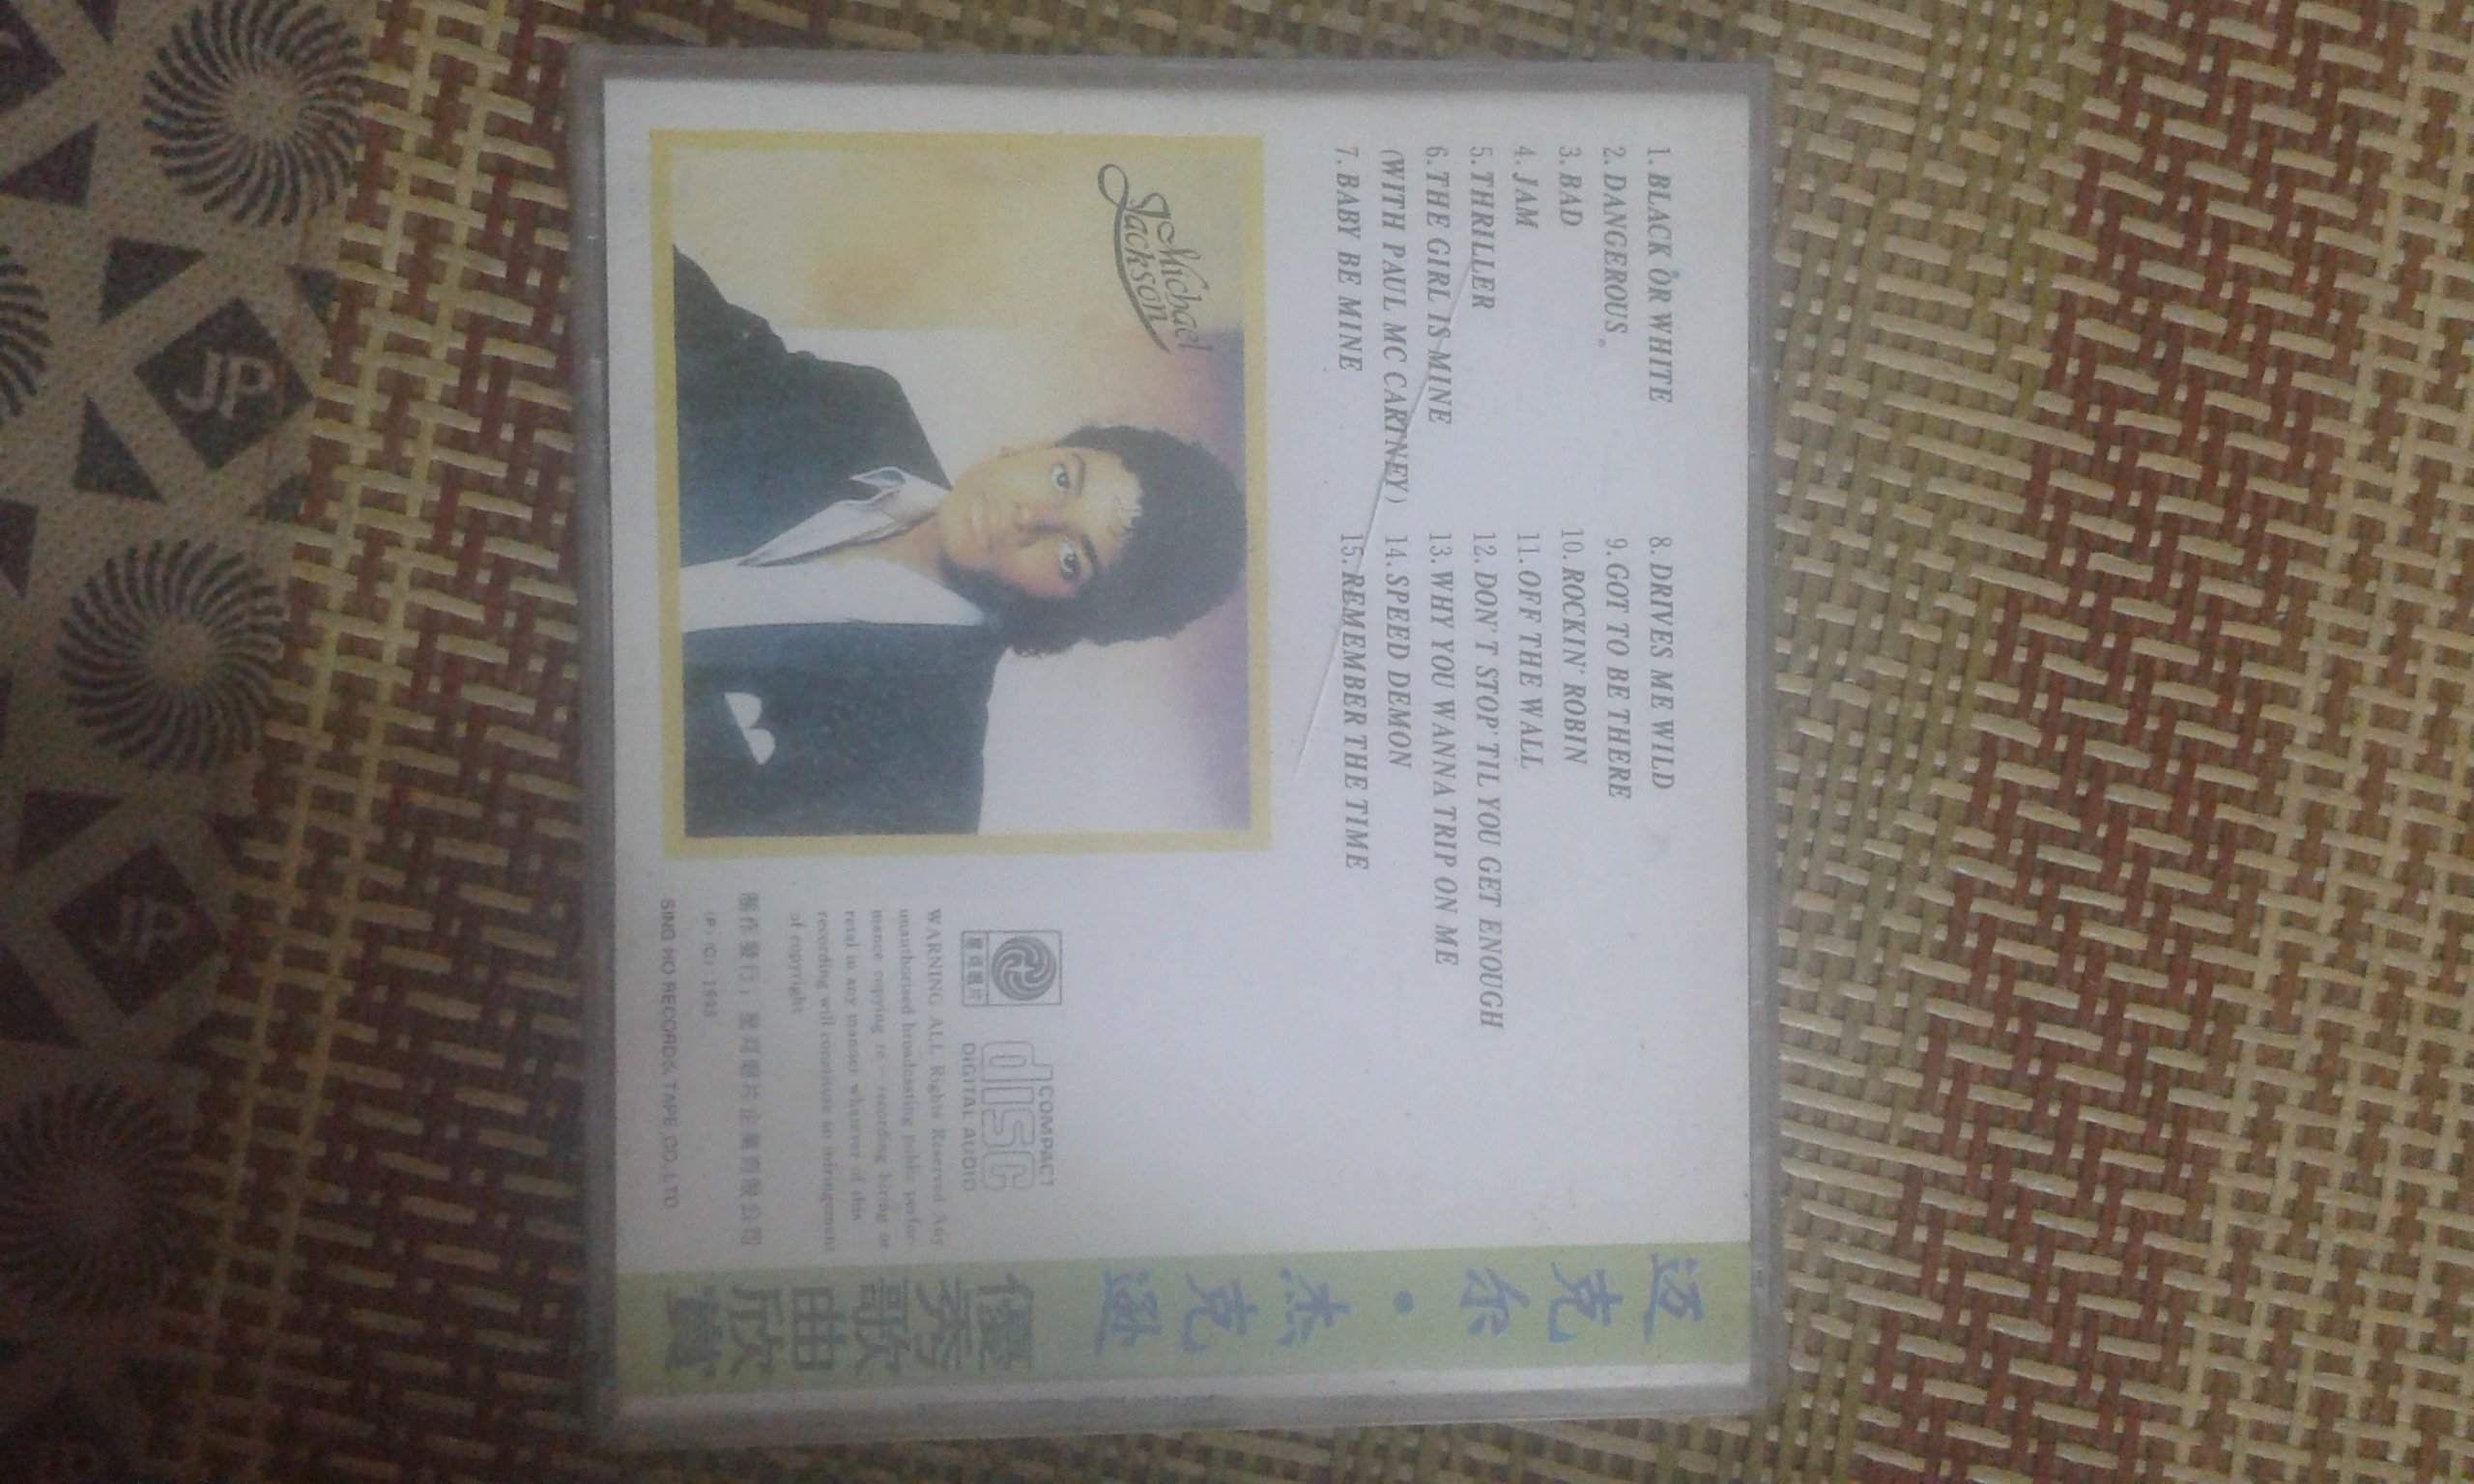 1. BLACK OR WHITE
2. DANGEROUS
3. BAD
4. JAM
5. THRILLER
6. THE GIRL IS MINE
(WITH PAUL MC CARTNEY)
7. BABY BE MINE
8. DRIVES ME WILD
9. GOT TO BE THERE
10. ROCKIN' ROBIN
11. OFF THE WALL
12. DON'T STOP'TIL YOU GET ENOUGH
13. WHY YOU WANNA TRIP ON ME
14. SPEED DEMON
15. REMEMBER THE TIME
Michael
Jackson
COMPACT
disc
DIGITAL AUDIO
WARNING ALL Rights Reserved Any
unauthorised broadcasting public perfor-
mance copying re-recording hiring or
retal in any manner whatever of this
recording will constitute an infringement
of copyright
SING HO RECORDS, TAPE CO., LTD
迈克尔·杰克逊
優秀歌曲欣賞
JP
JP